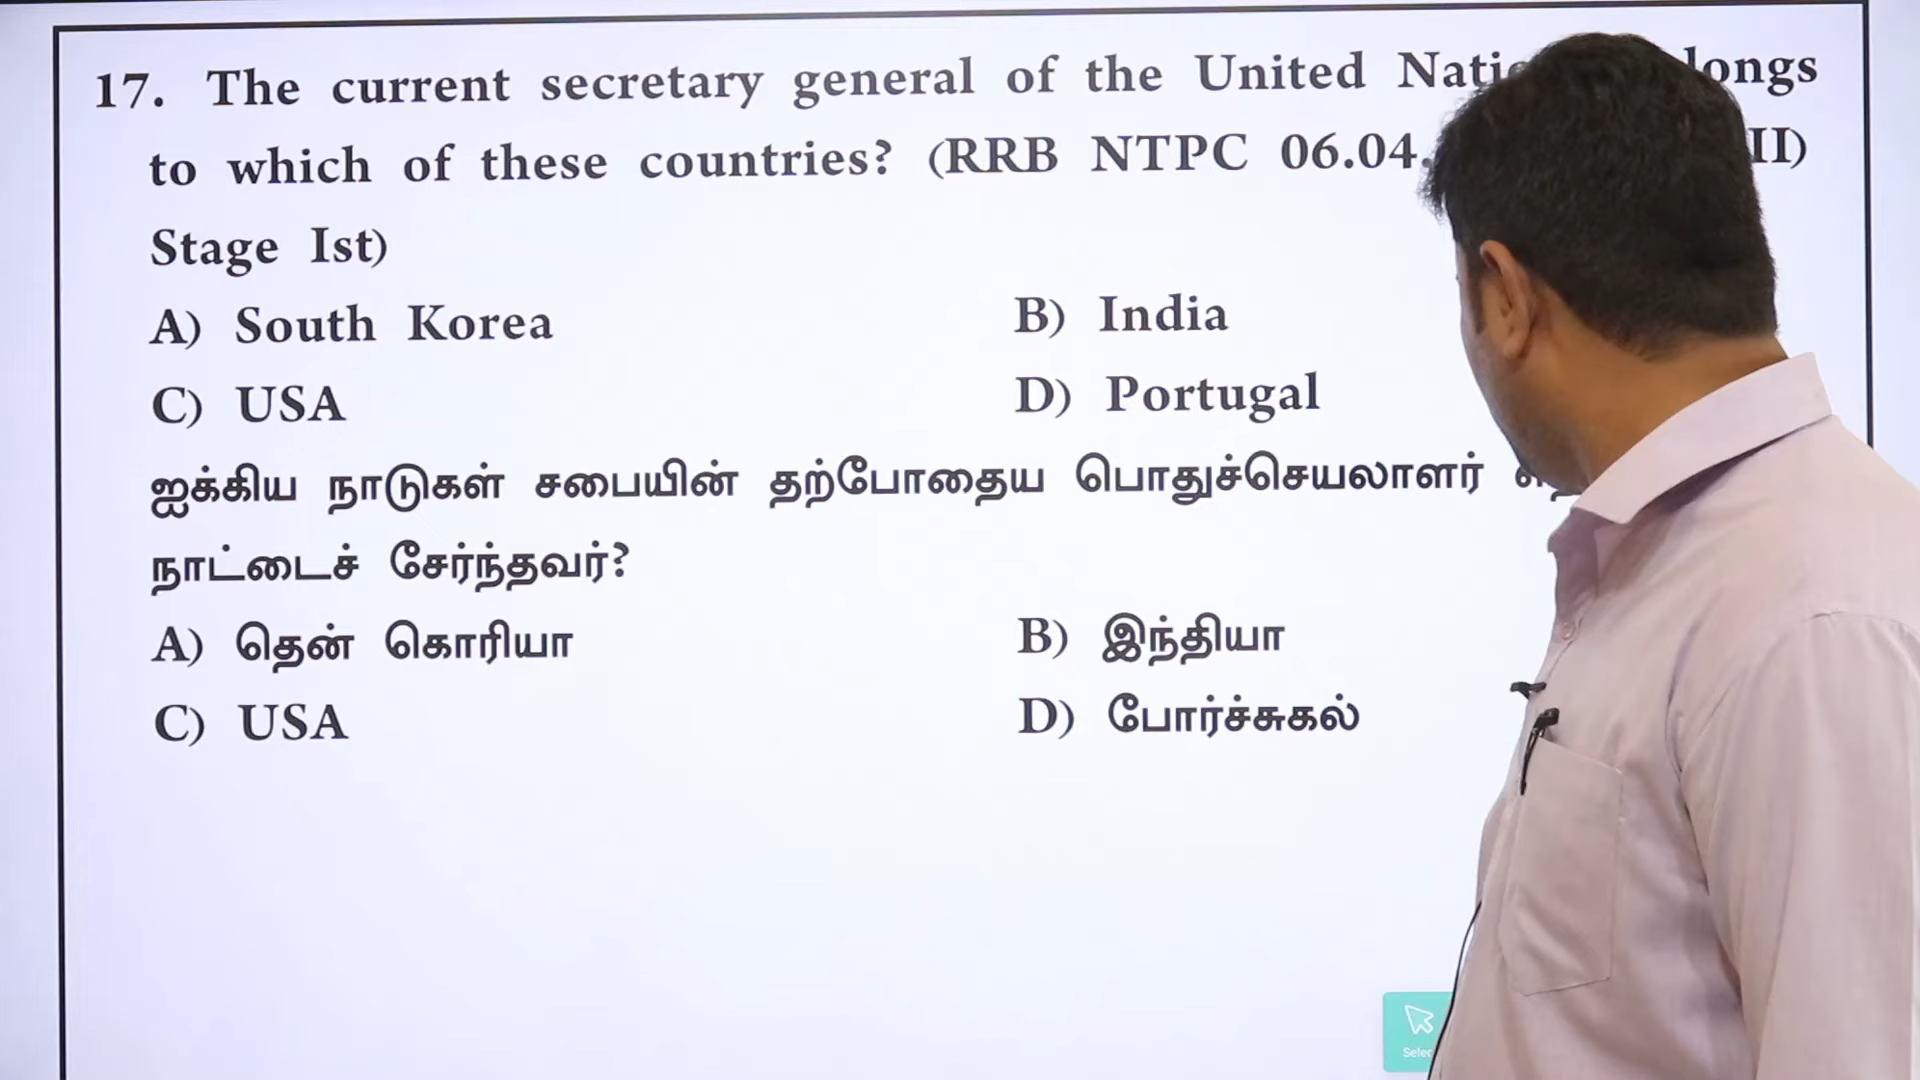 17. The current secretary general of the United
to which of these countries? (RRB NTPC 06.04. II)
Stage Ist)
A) South Korea B) India
C) USA D) Portugal
ஐக்கிய நாடுகள் சபையின் தற்போதைய பொதுச்செயலாளர்
நாட்டைச் சேர்ந்தவர்?
A) தென் கொரியா B) இந்தியா
C) USA D) போர்ச்சுகல்